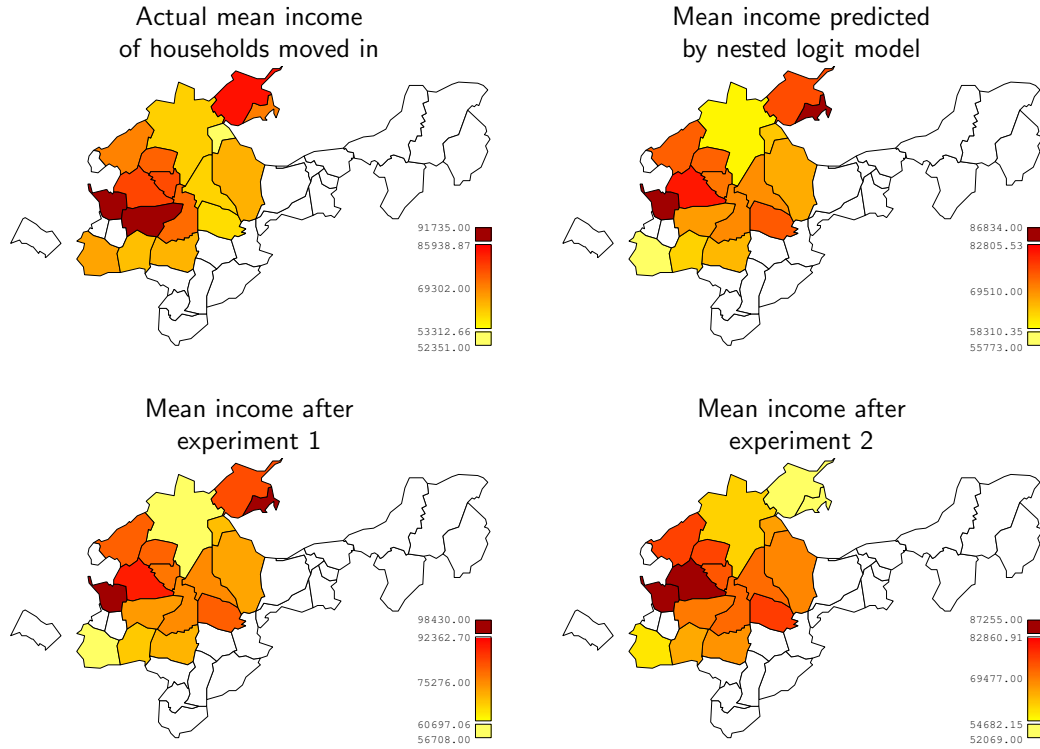 Actual mean income
of households moved in
91735.00
85938.87
69302.00
53312.66
52351.00
Mean income predicted
by nested logit model
86834.00
82805.53
69510.00
58310.35
55773.00
Mean income after
experiment 1
98430.00
92362.70
75276.00
60697.06
56708.00
Mean income after
experiment 2
87255.00
82860.91
69477.00
54682.15
52069.00